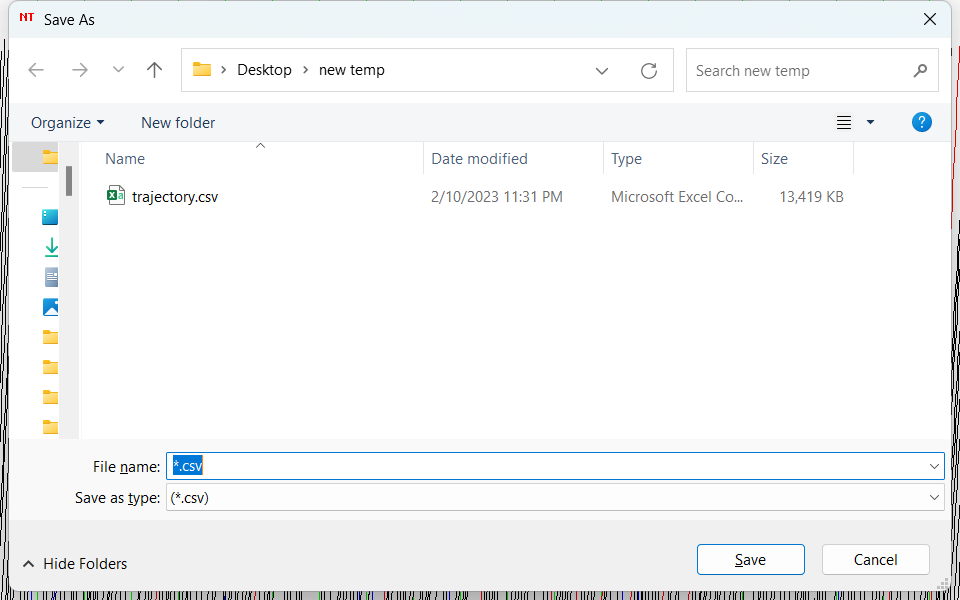 NT Save As
Desktop > new temp
Search new temp
Organize
New folder
?
Name
Date modified
Type
Size
trajectory.csv
2/10/2023 11:31 PM
Microsoft Excel Co...
13,419 KB
File name: *.csv
Save as type: (*.csv)
Hide Folders
Save
Cancel